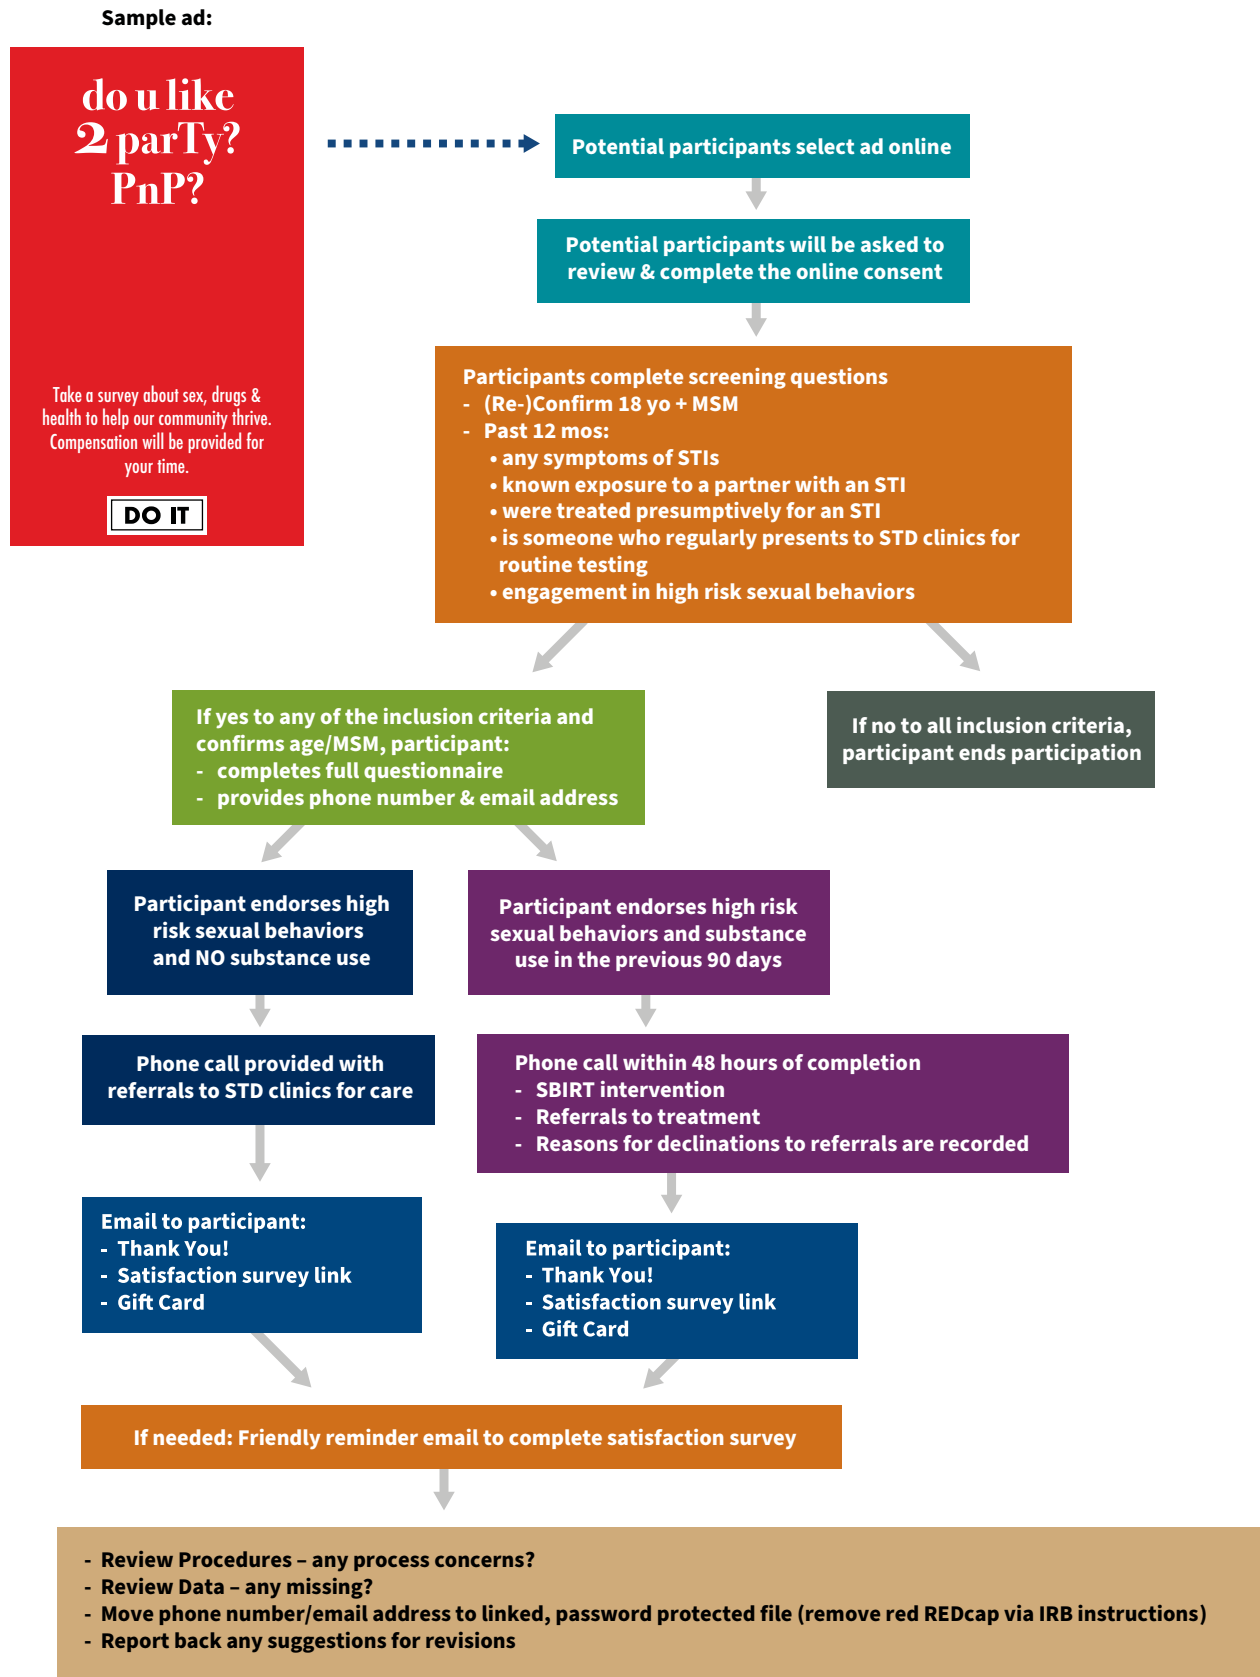 Sample ad:
do u like
2 parTy?
PnP?
Take a survey about sex, drugs &
health to help our community thrive.
Compensation will be provided for
your time.
DO IT
Potential participants select ad online
Potential participants will be asked to
review & complete the online consent
Participants complete screening questions
- (Re-)Confirm 18 yo + MSM
- Past 12 mos:
• any symptoms of STIs
• known exposure to a partner with an STI
• were treated presumptively for an STI
• is someone who regularly presents to STD clinics for
routine testing
• engagement in high risk sexual behaviors
If yes to any of the inclusion criteria and
confirms age/MSM, participant:
- completes full questionnaire
- provides phone number & email address
If no to all inclusion criteria,
participant ends participation
Participant endorses high
risk sexual behaviors
and NO substance use
Participant endorses high risk
sexual behaviors and substance
use in the previous 90 days
Phone call provided with
referrals to STD clinics for care
Phone call within 48 hours of completion
- SBIRT intervention
- Referrals to treatment
- Reasons for declinations to referrals are recorded
Email to participant:
- Thank You!
- Satisfaction survey link
- Gift Card
Email to participant:
- Thank You!
- Satisfaction survey link
- Gift Card
If needed: Friendly reminder email to complete satisfaction survey
- Review Procedures – any process concerns?
- Review Data – any missing?
- Move phone number/email address to linked, password protected file (remove red REDcap via IRB instructions)
- Report back any suggestions for revisions